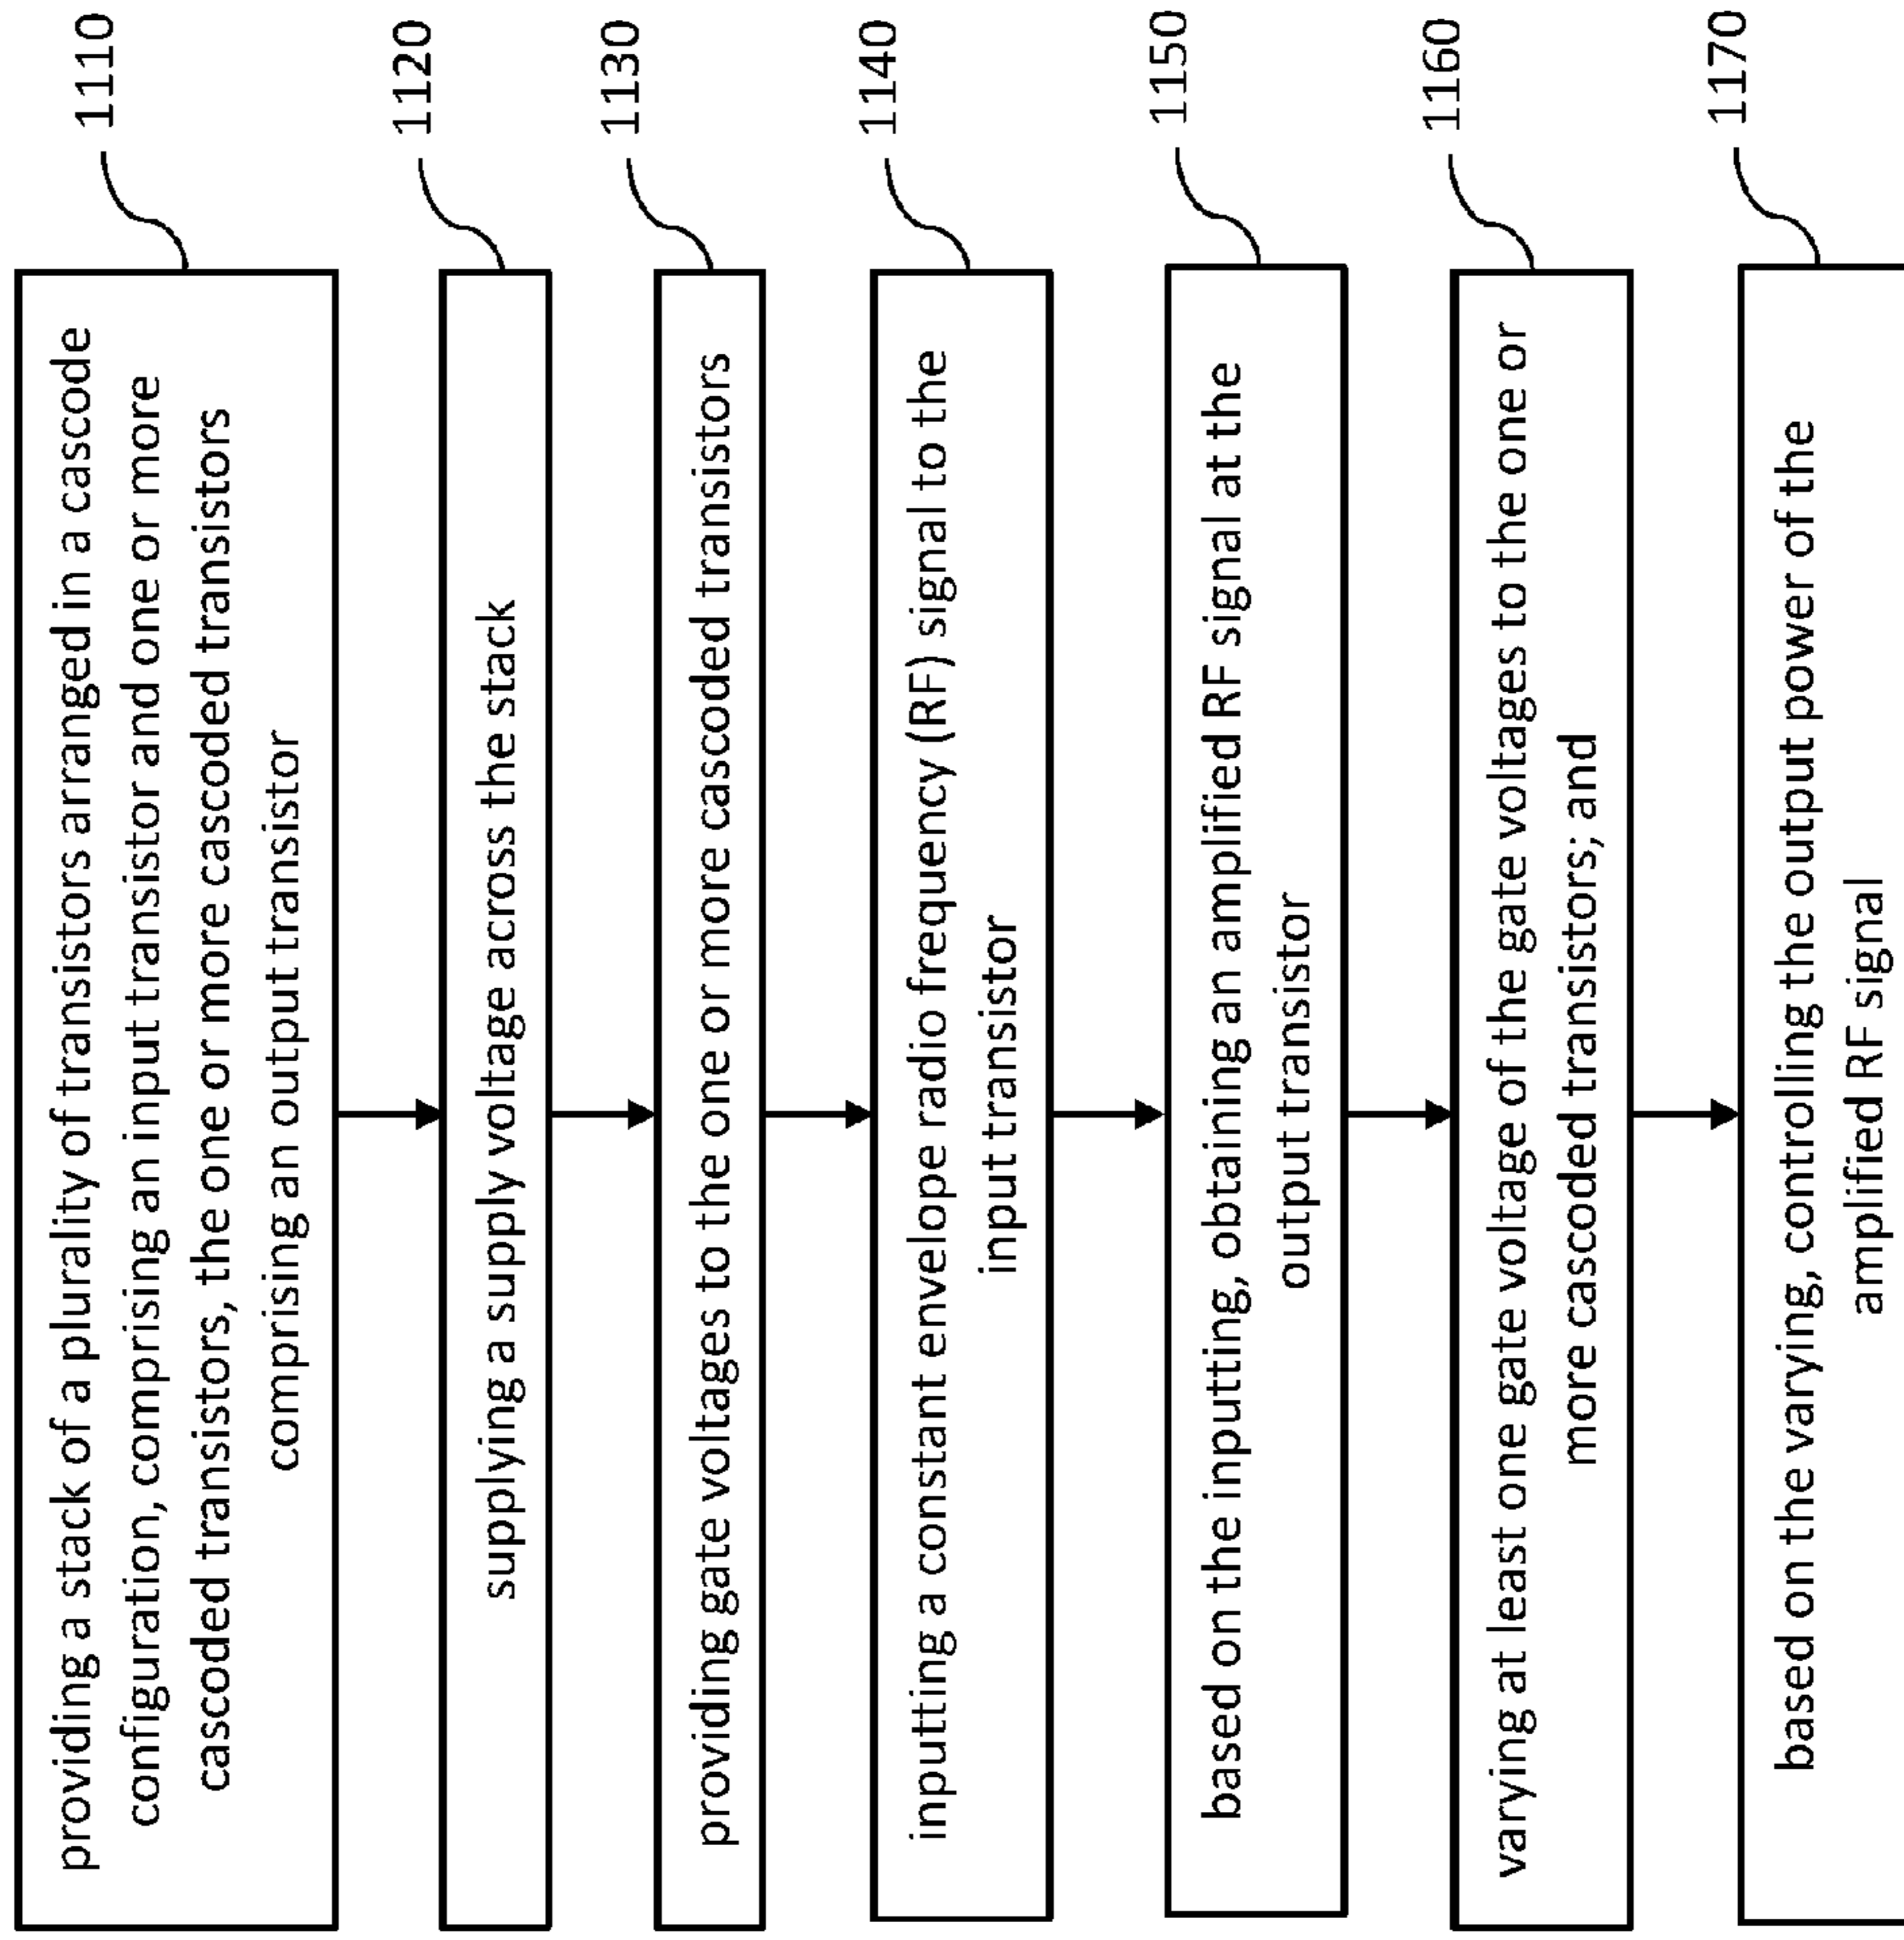 providing a stack of a plurality of transistors arranged in a cascode
configuration, comprising an input transistor and one or more
cascoded transistors, the one or more cascoded transistors
comprising an output transistor
1110
supplying a supply voltage across the stack
1120
providing gate voltages to the one or more cascoded transistors
1130
inputting a constant envelope radio frequency (RF) signal to the
input transistor
1140
based on the inputting, obtaining an amplified RF signal at the
output transistor
1150
varying at least one gate voltage of the gate voltages to the one or
more cascoded transistors; and
1160
based on the varying, controlling the output power of the
amplified RF signal
1170